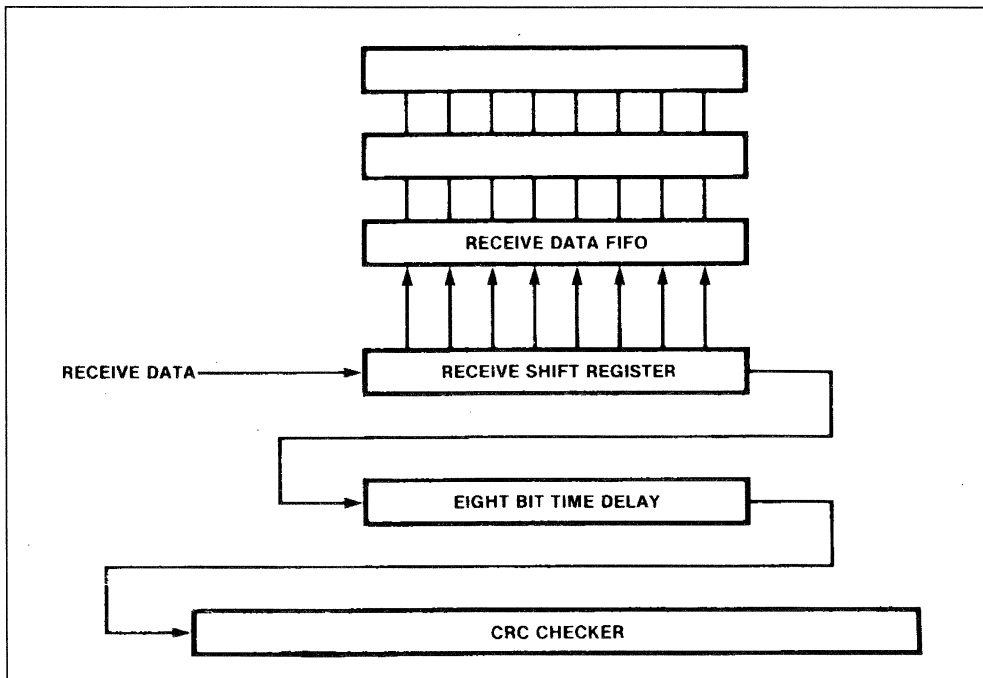 RECEIVE DATA FIFO
RECEIVE DATA
RECEIVE SHIFT REGISTER
EIGHT BIT TIME DELAY
CRC CHECKER